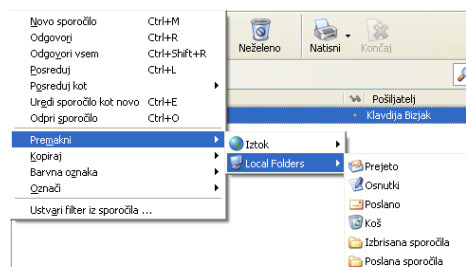 Novo sporočilo Ctrl+M
Odgovori Ctrl+R
Odgovori vsem Ctrl+Shift+R
Posreduj Ctrl+L
Posreduj kot
Uredi sporočilo kot novo Ctrl+E
Odpri sporočilo Ctrl+O
Premakni
Kopiraj
Barvna oznaka
Označi
Ustvari filter iz sporočila ...
Neželeno Natisni Končaj
Pošiljatelj
Klavdija Bizjak
Iztok
Local Folders
Prejeto
Osnutki
Poslano
Koš
Izbrisana sporočila
Poslana sporočila